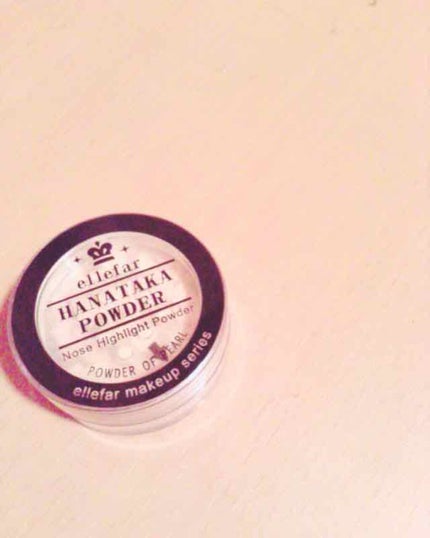 ellefar
HANATAKA
POWDER
Nose Highlight Powder
POWDER OF PEARL
ellefar makeup series